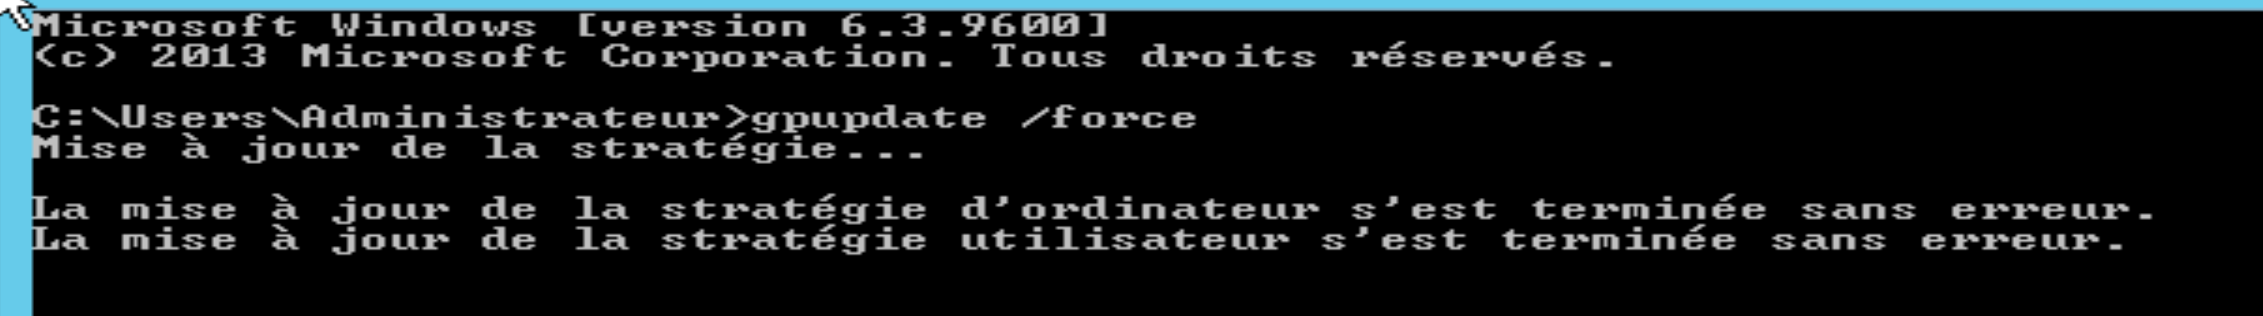 Microsoft Windows [version 6.3.9600]
(c) 2013 Microsoft Corporation. Tous droits réservés.
C:\Users\Administrateur>gpupdate /force
Mise à jour de la stratégie...
La mise à jour de la stratégie d'ordinateur s'est terminée sans erreur.
La mise à jour de la stratégie utilisateur s'est terminée sans erreur.